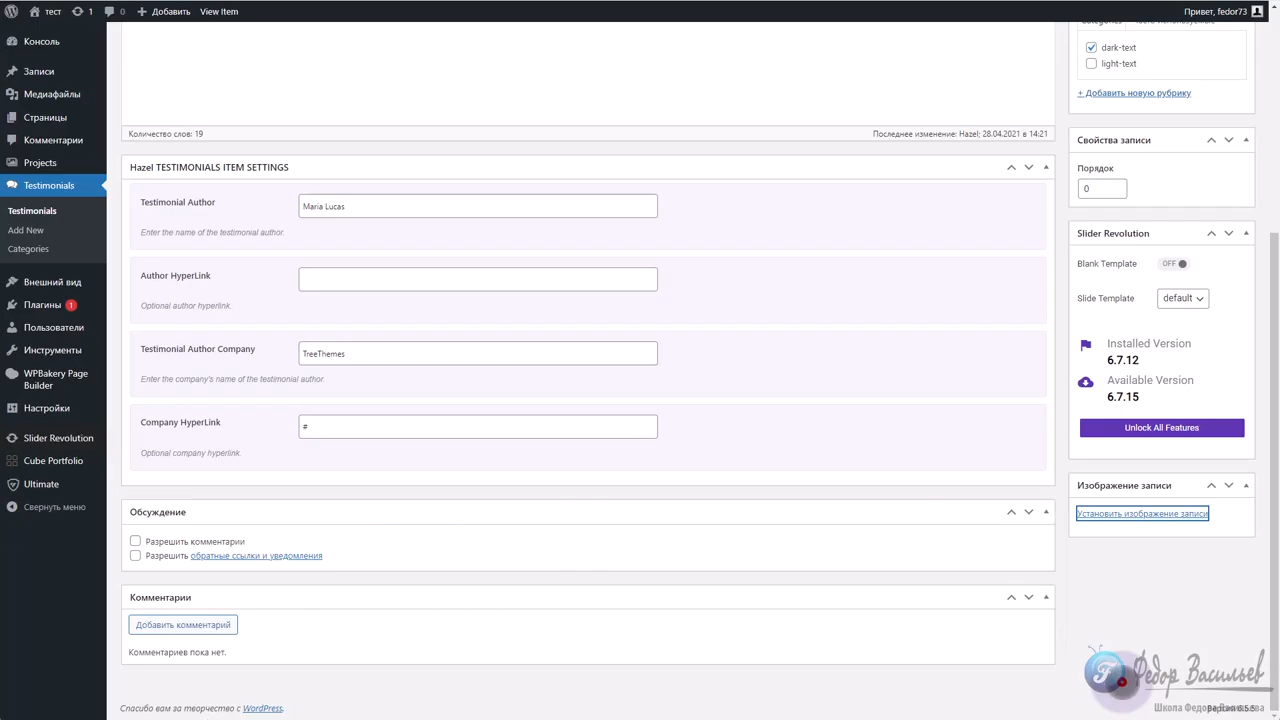 тест
1
0
Добавить
View Item
Привет, fedor73
Консоль
Записи
Медиафайлы
Страницы
Комментарии
Projects
Testimonials
Testimonials
Add New
Categories
Внешний вид
Плагины 1
Пользователи
Инструменты
WPBakery Page
Builder
Настройки
Slider Revolution
Cube Portfolio
Ultimate
Свернуть меню
Количество слов: 19
Последнее изменение: Hazel; 28.04.2021 в 14:21
Hazel TESTIMONIALS ITEM SETTINGS
Testimonial Author
Maria Lucas
Enter the name of the testimonial author.
Author HyperLink
Optional author hyperlink.
Testimonial Author Company
TreeThemes
Enter the company's name of the testimonial author
Company HyperLink
#
Optional company hyperlink.
Обсуждение
Разрешить комментарии
Разрешить обратные ссылки и уведомления
Комментарии
Добавить комментарий
Комментариев пока нет.
Спасибо вам за творчество с WordPress.
dark-text
light-text
+ Добавить новую рубрику
Свойства записи
Порядок
0
Slider Revolution
Blank Template
OFF
Slide Template
default
Installed Version
6.7.12
Available Version
6.7.15
Unlock All Features
Изображение записи
Установить изображение записи
Федор Васильев
Школа Федора Васильева